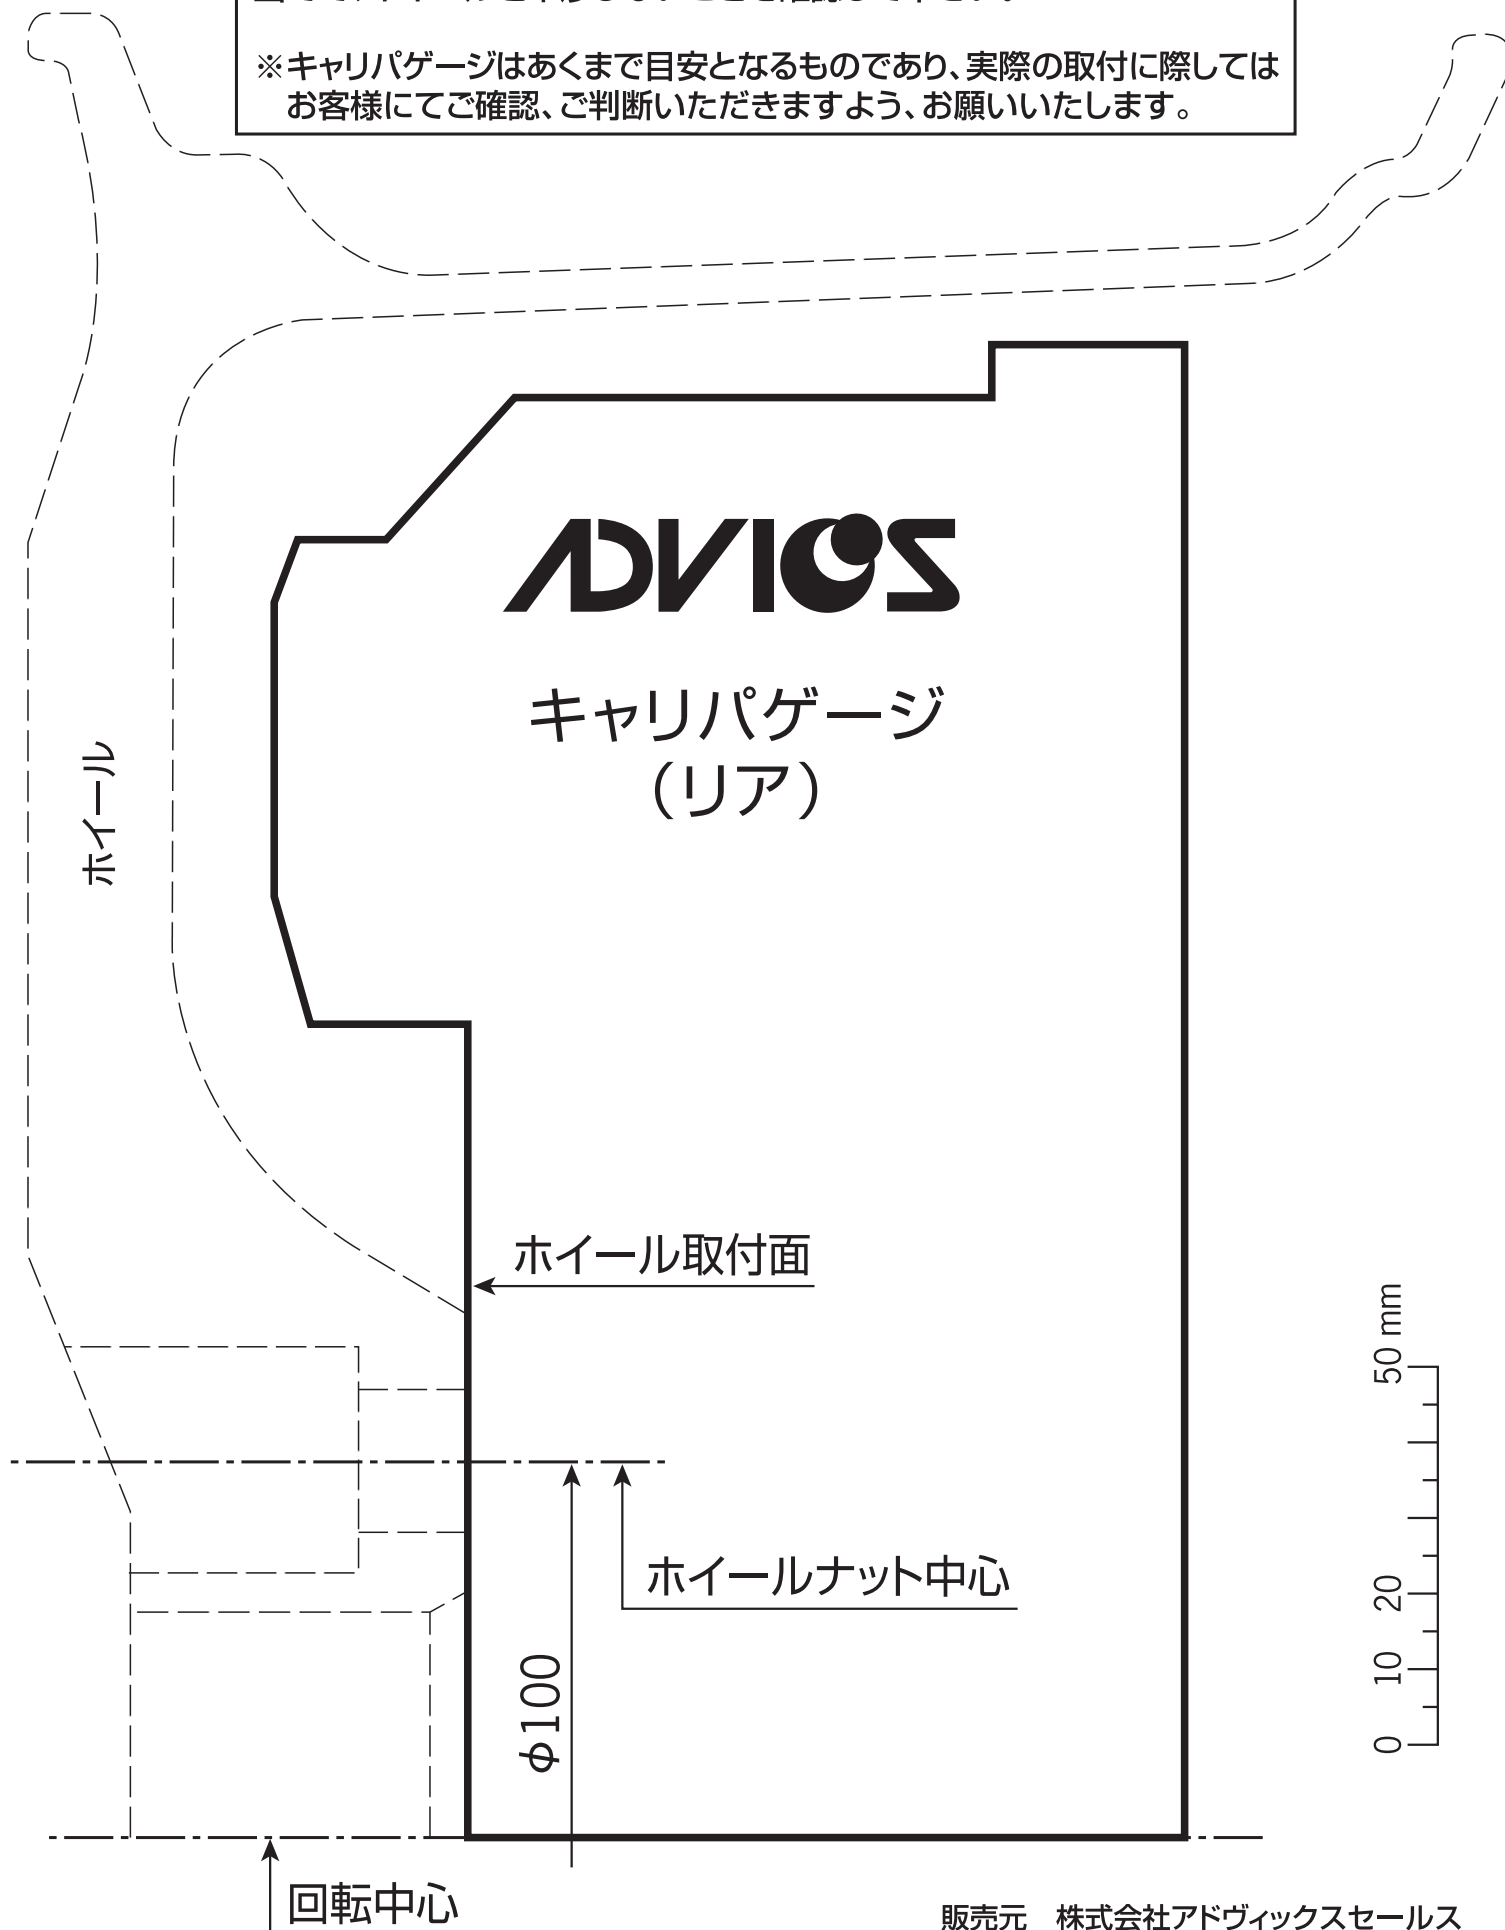 ※キャリパゲージはあくまで目安となるものであり、実際の取付に際しては
お客様にてご確認、ご判断いただきますよう、お願いいたします。
ADVICS
キャリパゲージ
（リア）
ホイール
ホイール取付面
50 mm
20
10
0
ホイールナット中心
φ100
回転中心
販売元　株式会社アドヴィックスセールス